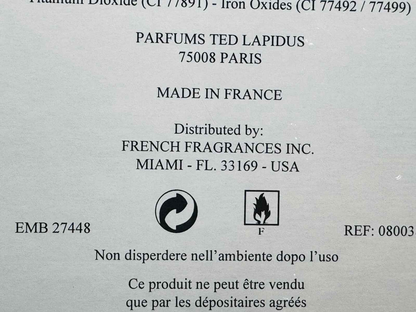 Titanium Dioxide (CI 77891) - Iron Oxides (CI 77492 / 77499)
PARFUMS TED LAPIDUS
75008 PARIS
MADE IN FRANCE
Distributed by:
FRENCH FRAGRANCES INC.
MIAMI - FL. 33169 - USA
F
EMB 27448
REF: 08003
Non disperdere nell'ambiente dopo l'uso
Ce produit ne peut être vendu
que par les dépositaires agréés